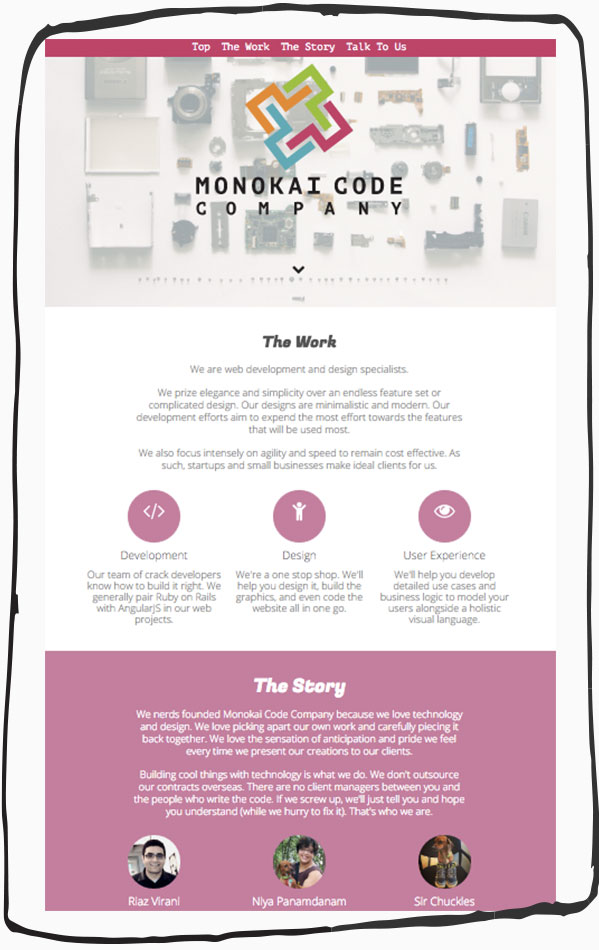 Top The Work The Story Talk To Us
MONOKAI CODE
COMPANY
The Work
We are web development and design specialists.
We prize elegance and simplicity over an endless feature set or
complicated design. Our designs are minimalistic and modern. Our
development efforts aim to expend the most effort towards the features
that will be used most.
We also focus intensely on agility and speed to remain cost effective. As
such, startups and small businesses make ideal clients for us.
</>
Development
Our team of crack developers
know how to build it right. We
generally pair Ruby on Rails
with AngularJS in our web
projects.
Design
We're a one stop shop. We'll
help you design it, build the
graphics, and even code the
website all in one go.
User Experience
We'll help you develop
detailed use cases and
business logic to model your
users alongside a holistic
visual language.
The Story
We nerds founded Monokai Code Company because we love technology
and design. We love picking apart our own work and carefully piecing it
back together. We love the sensation of anticipation and pride we feel
every time we present our creations to our clients.
Building cool things with technology is what we do. We don't outsource
our contracts overseas. There are no client managers between you and
the people who write the code. If we screw up, we'll just tell you and hope
you understand (while we hurry to fix it). That's who we are.
Riaz Virani
Niya Panamdanam
Sir Chuckles